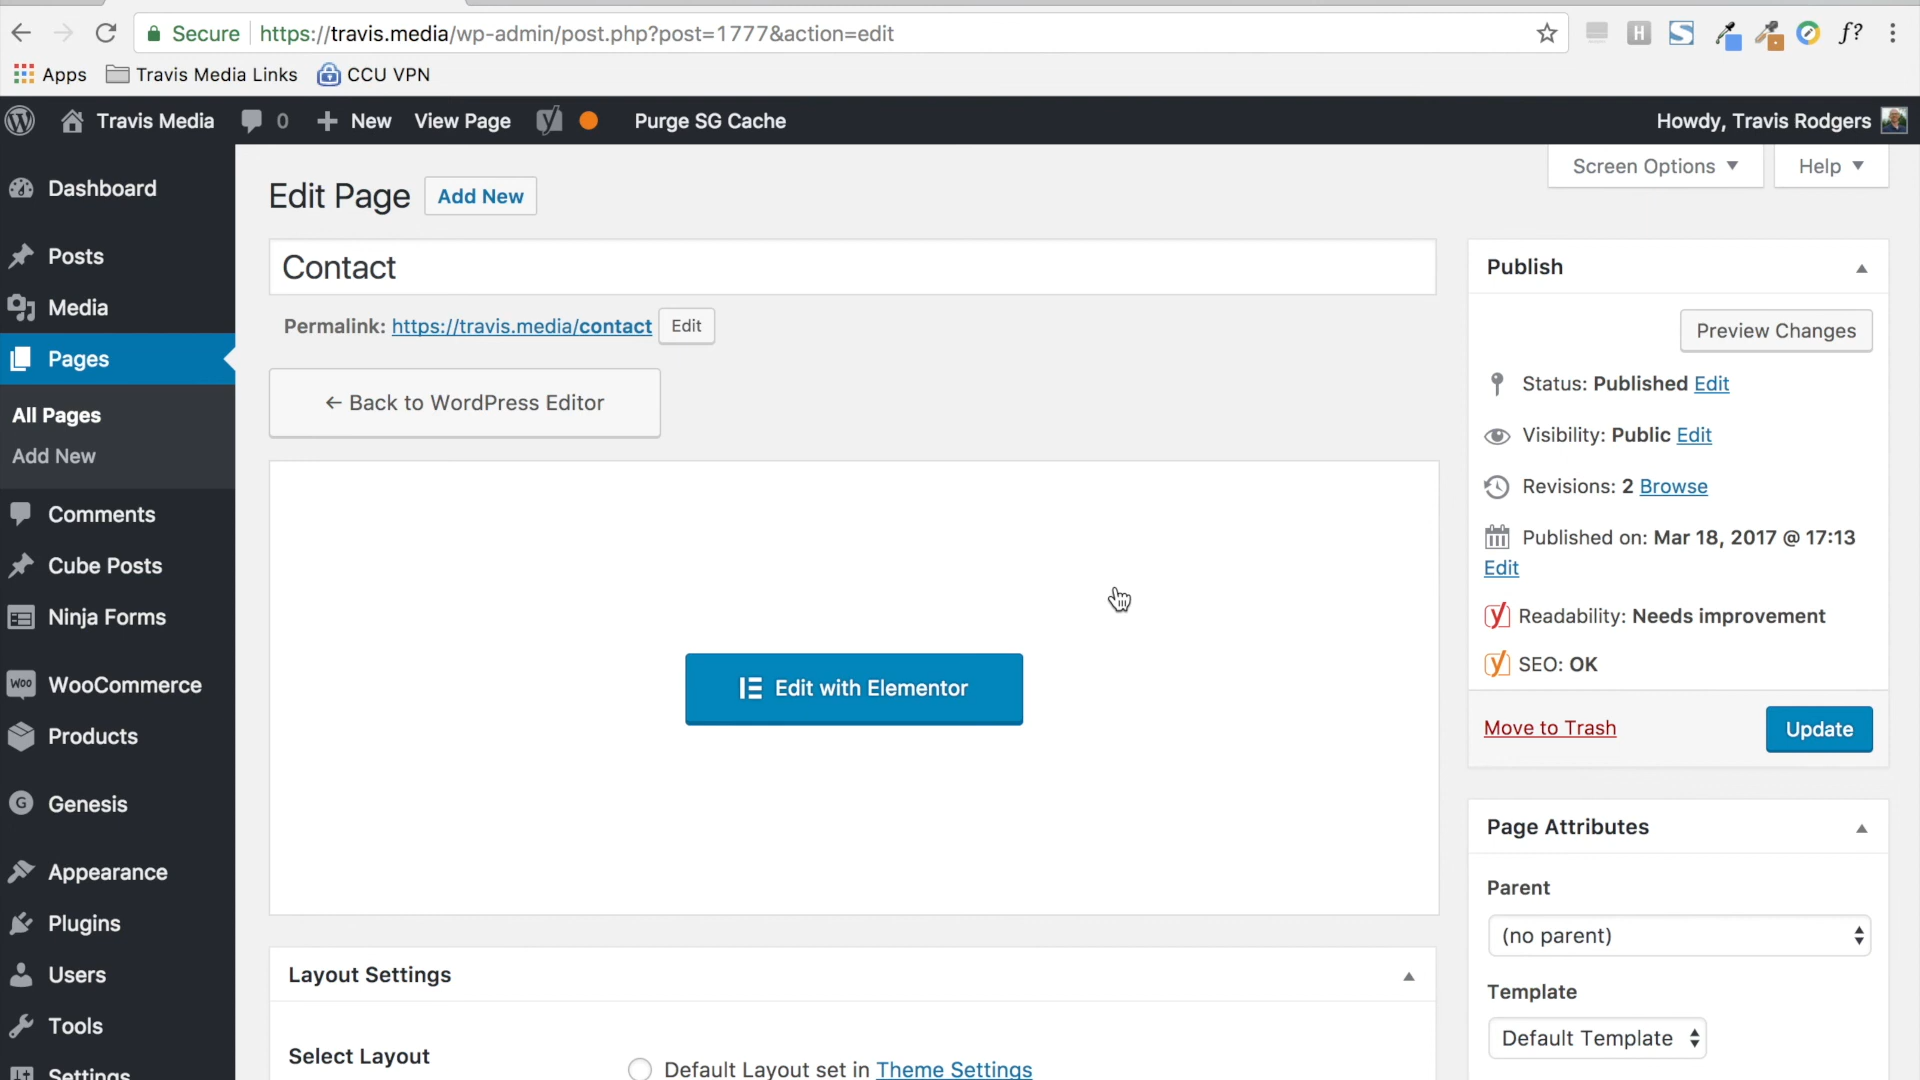 Secure
https://travis.media/wp-admin/post.php?post=1777&action=edit
H
S
f?
Apps
Travis Media Links
CCU VPN
Travis Media
0
New
View Page
Purge SG Cache
Howdy, Travis Rodgers
Screen Options
Help
Dashboard
Posts
Media
Pages
All Pages
Add New
Comments
Cube Posts
Ninja Forms
WOO
WooCommerce
Products
G
Genesis
Appearance
Plugins
Users
Tools
Settings
Edit Page
Add New
Contact
Permalink: https://travis.media/contact
Edit
← Back to WordPress Editor
Edit with Elementor
Layout Settings
Select Layout
Default Layout set in Theme Settings
Publish
Preview Changes
Status: Published Edit
Visibility: Public Edit
Revisions: 2 Browse
Published on: Mar 18, 2017 @ 17:13
Edit
Readability: Needs improvement
SEO: OK
Move to Trash
Update
Page Attributes
Parent
(no parent)
Template
Default Template